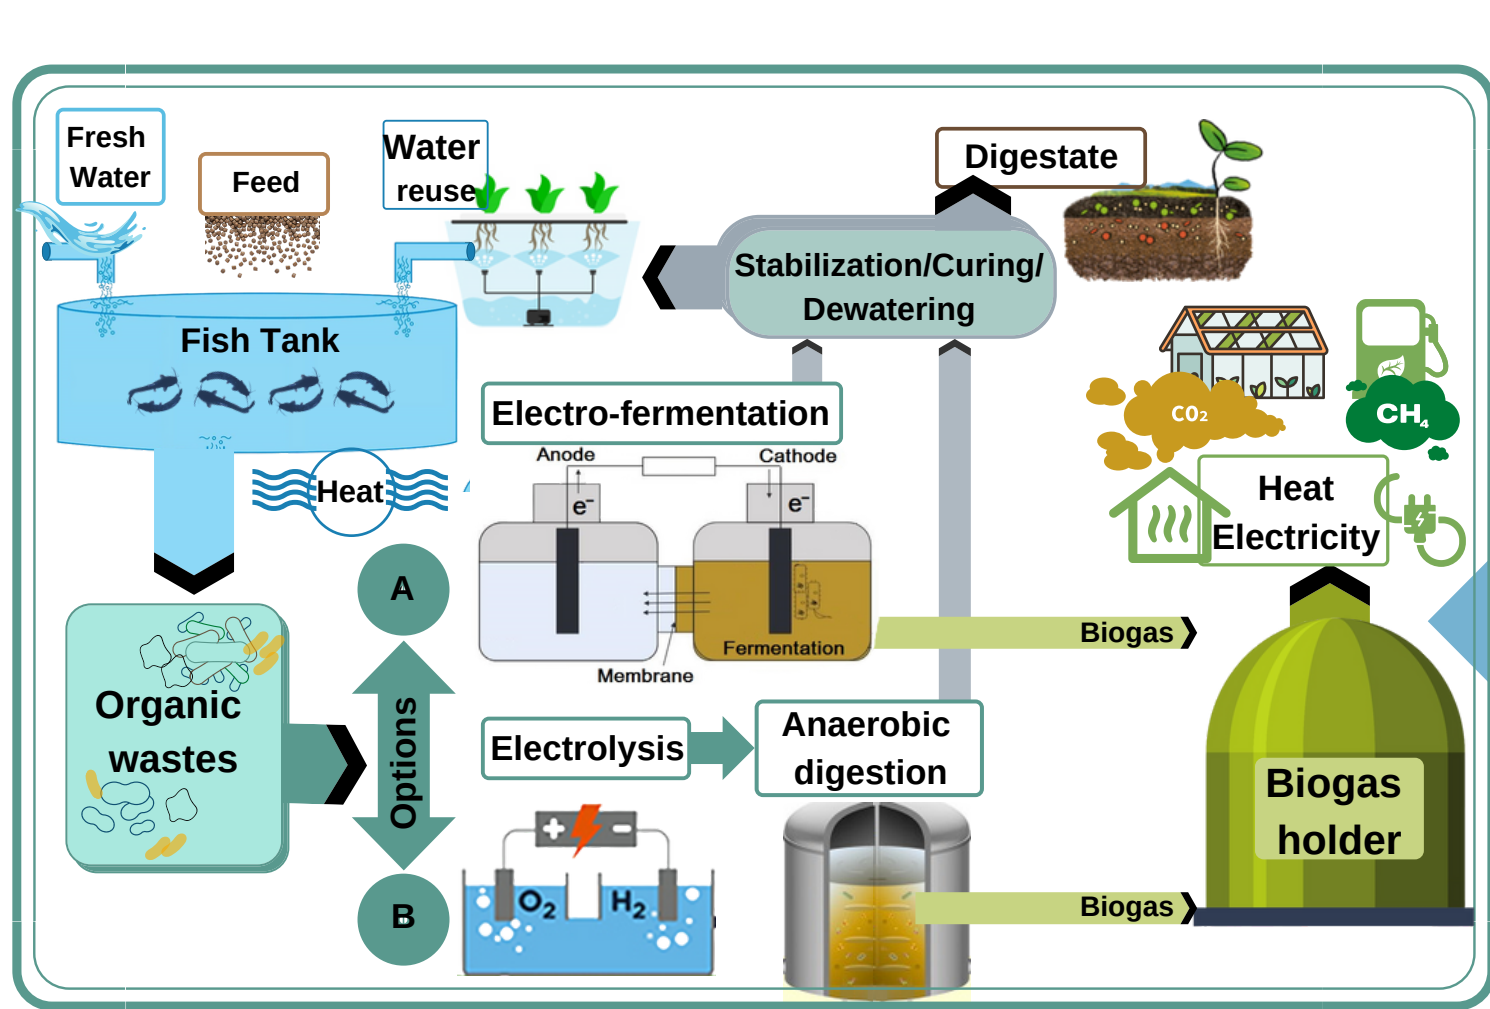 Fresh
Water
Feed
Water
reuse
Digestate
Stabilization/Curing/
Dewatering
Fish Tank
CO₂
CH₄
Electro-fermentation
Anode
Cathode
e⁻
e⁻
Heat
Heat
Electricity
A
Fermentation
Membrane
Biogas
Organic
wastes
Options
Electrolysis
Anaerobic
digestion
Biogas
holder
+
-
O₂
H₂
B
Biogas